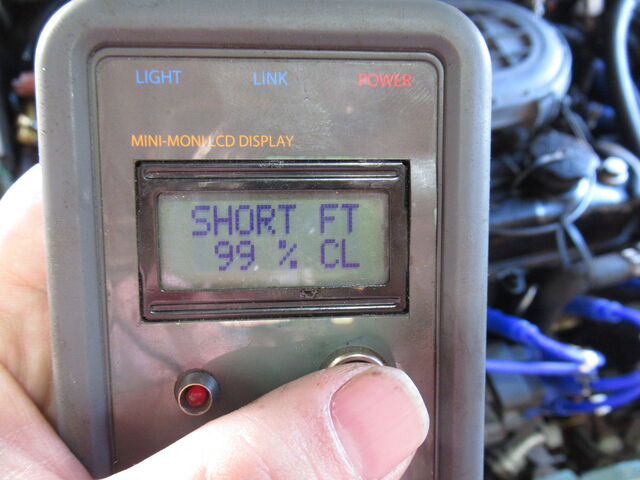 LIGHT LINK POWER
MINI-MONI LCD DISPLAY
SHORT FT
99 % CL